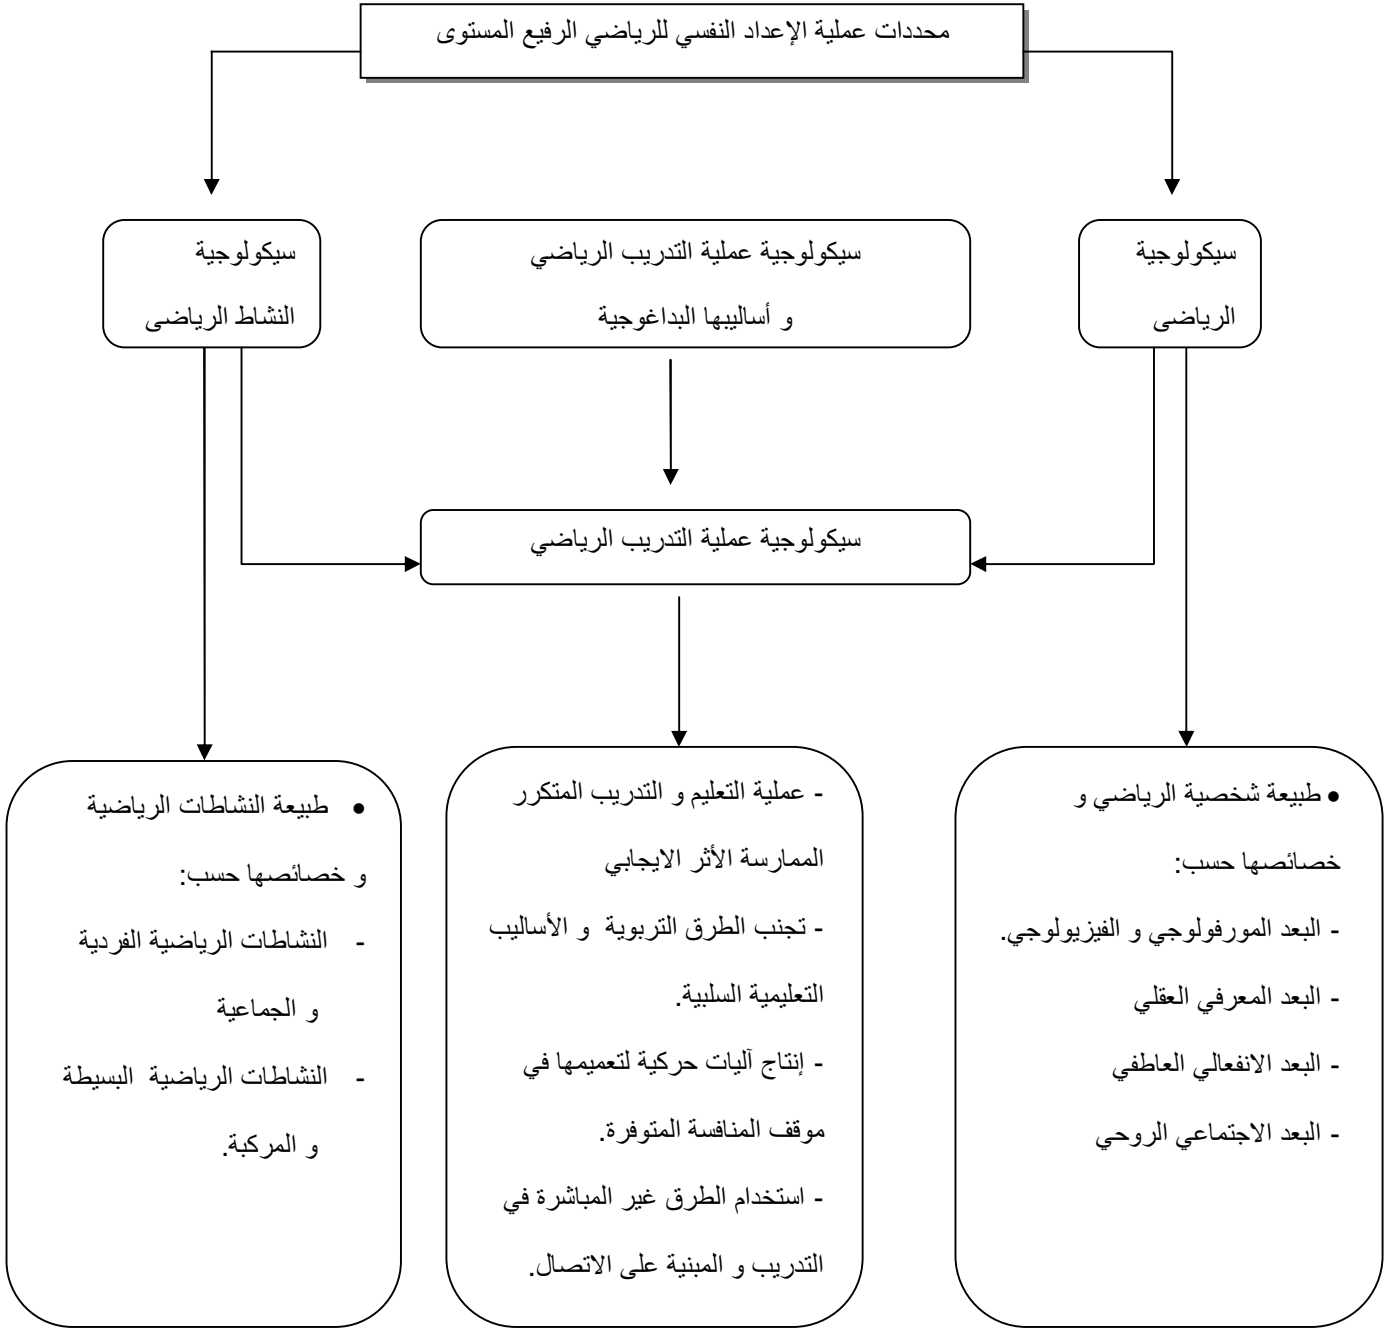 محددات عملية الإعداد النفسي للرياضي الرفيع المستوى
سيكولوجية
الرياضي
سيكولوجية عملية التدريب الرياضي
و أساليبها البداغوجية
سيكولوجية
النشاط الرياضي
سيكولوجية عملية التدريب الرياضي
• طبيعة شخصية الرياضي و
خصائصها حسب:
- البعد المورفولوجي و الفيزيولوجي.
- البعد المعرفي العقلي
- البعد الانفعالي العاطفي
- البعد الاجتماعي الروحي
- عملية التعليم و التدريب المتكرر
الممارسة الأثر الايجابي
- تجنب الطرق التربوية و الأساليب
التعليمية السلبية.
- إنتاج آليات حركية لتعميمها في
موقف المنافسة المتوفرة.
- استخدام الطرق غير المباشرة في
التدريب و المبنية على الاتصال.
• طبيعة النشاطات الرياضية
و خصائصها حسب:
- النشاطات الرياضية الفردية
و الجماعية
- النشاطات الرياضية البسيطة
و المركبة.